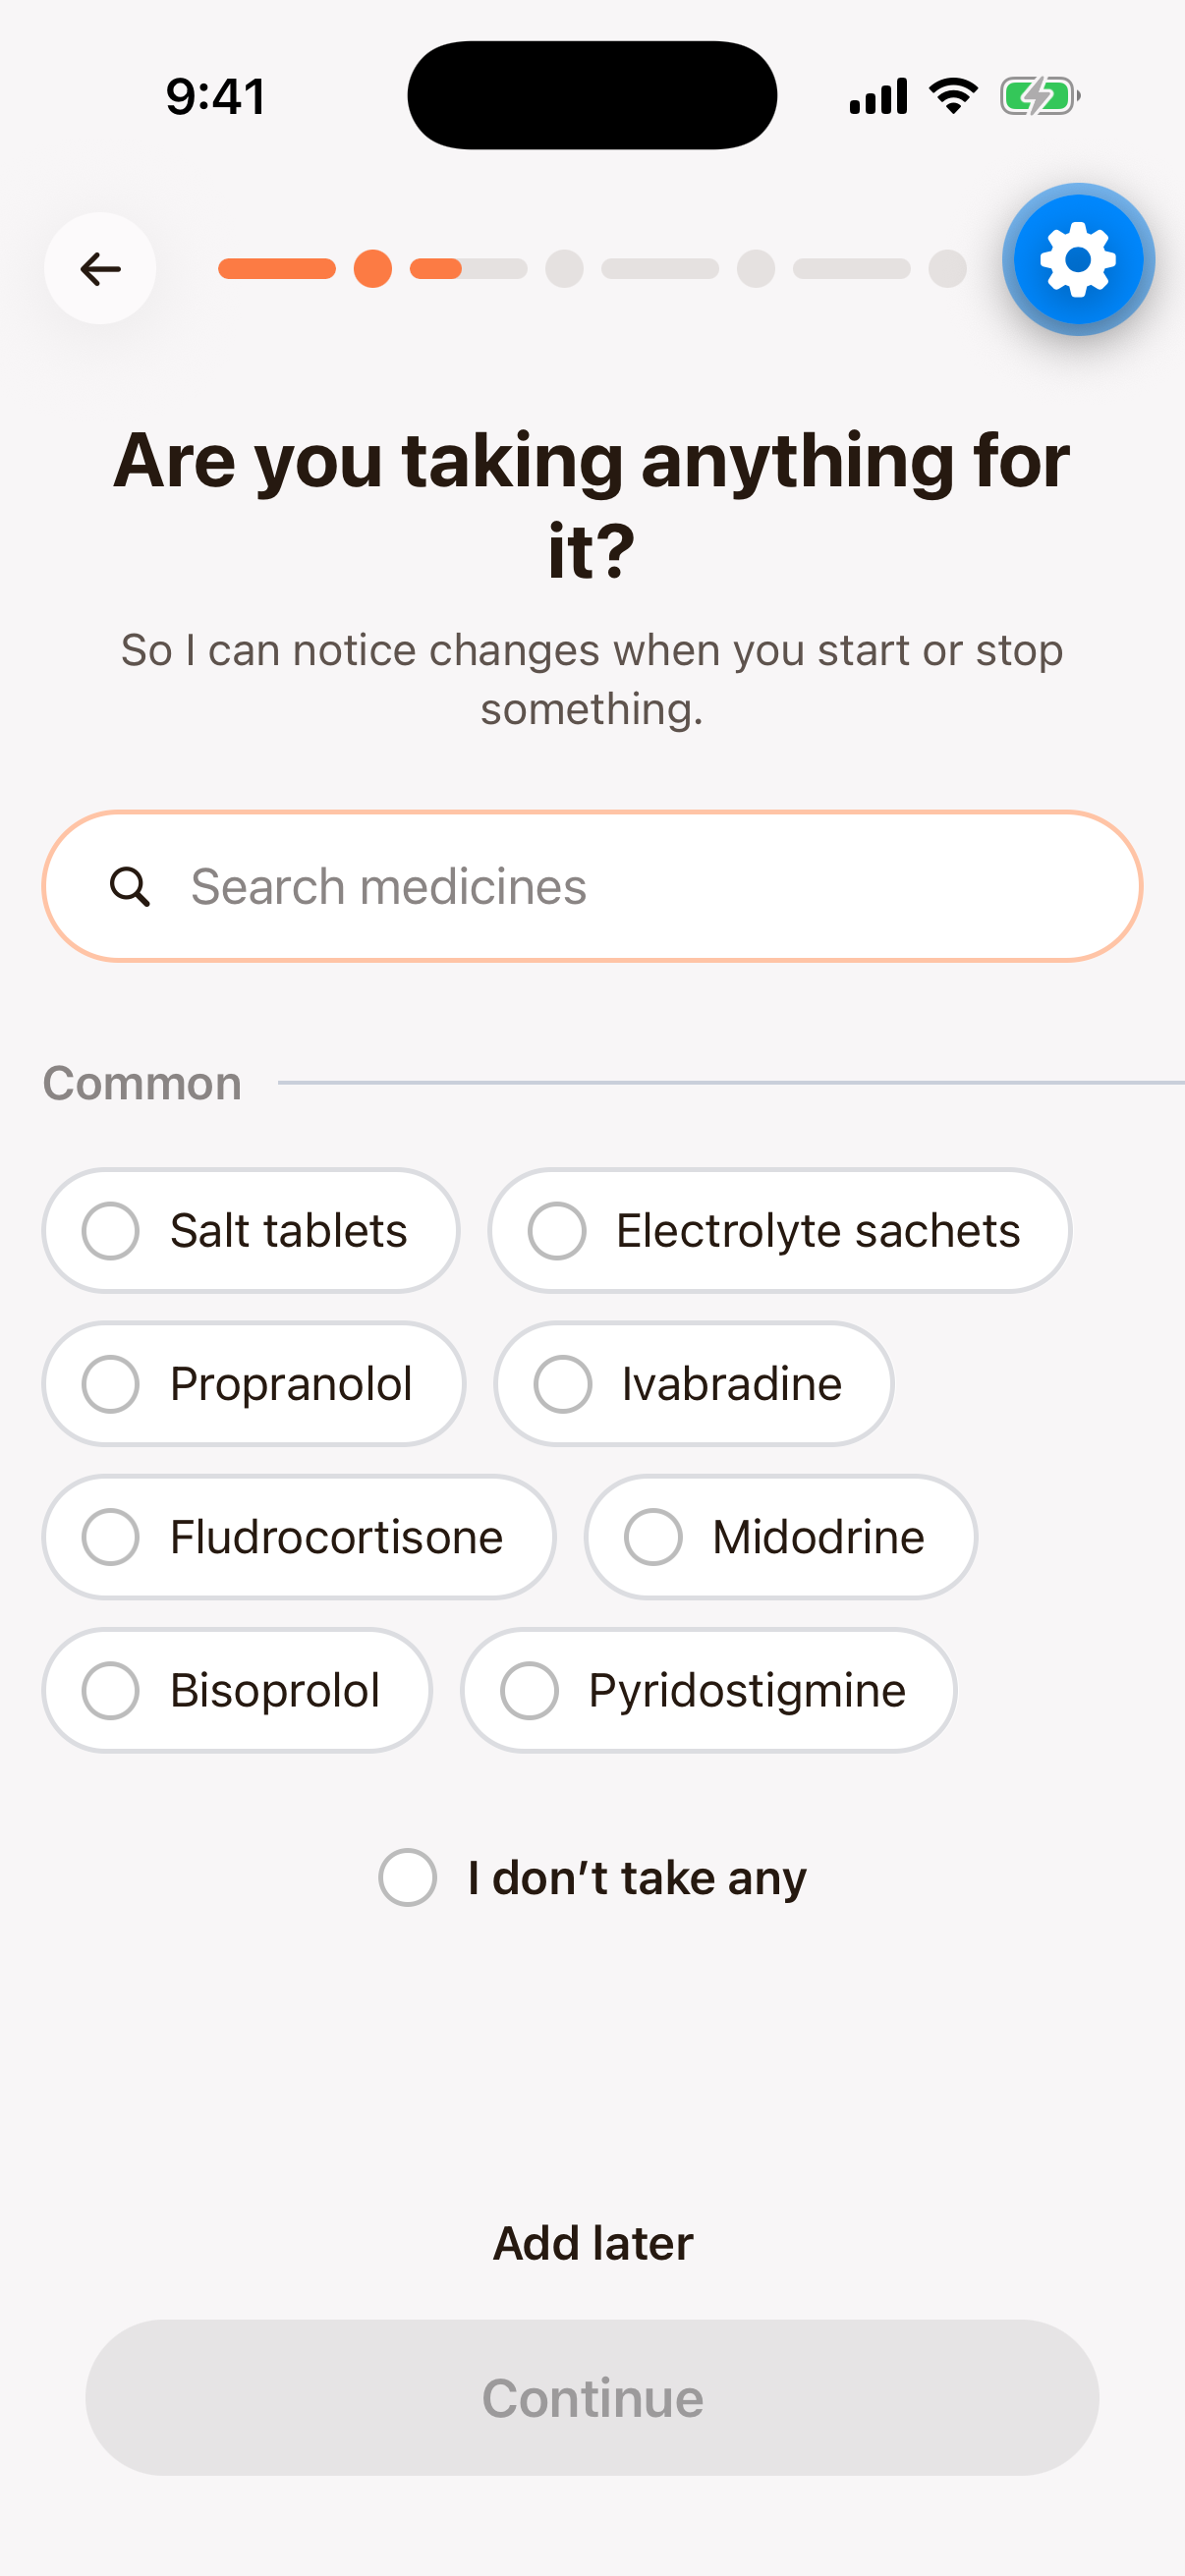 9:41
Are you taking anything for
it?
So I can notice changes when you start or stop
something.
Search medicines
Common
Salt tablets
Electrolyte sachets
Propranolol
Ivabradine
Fludrocortisone
Midodrine
Bisoprolol
Pyridostigmine
I don’t take any
Add later
Continue